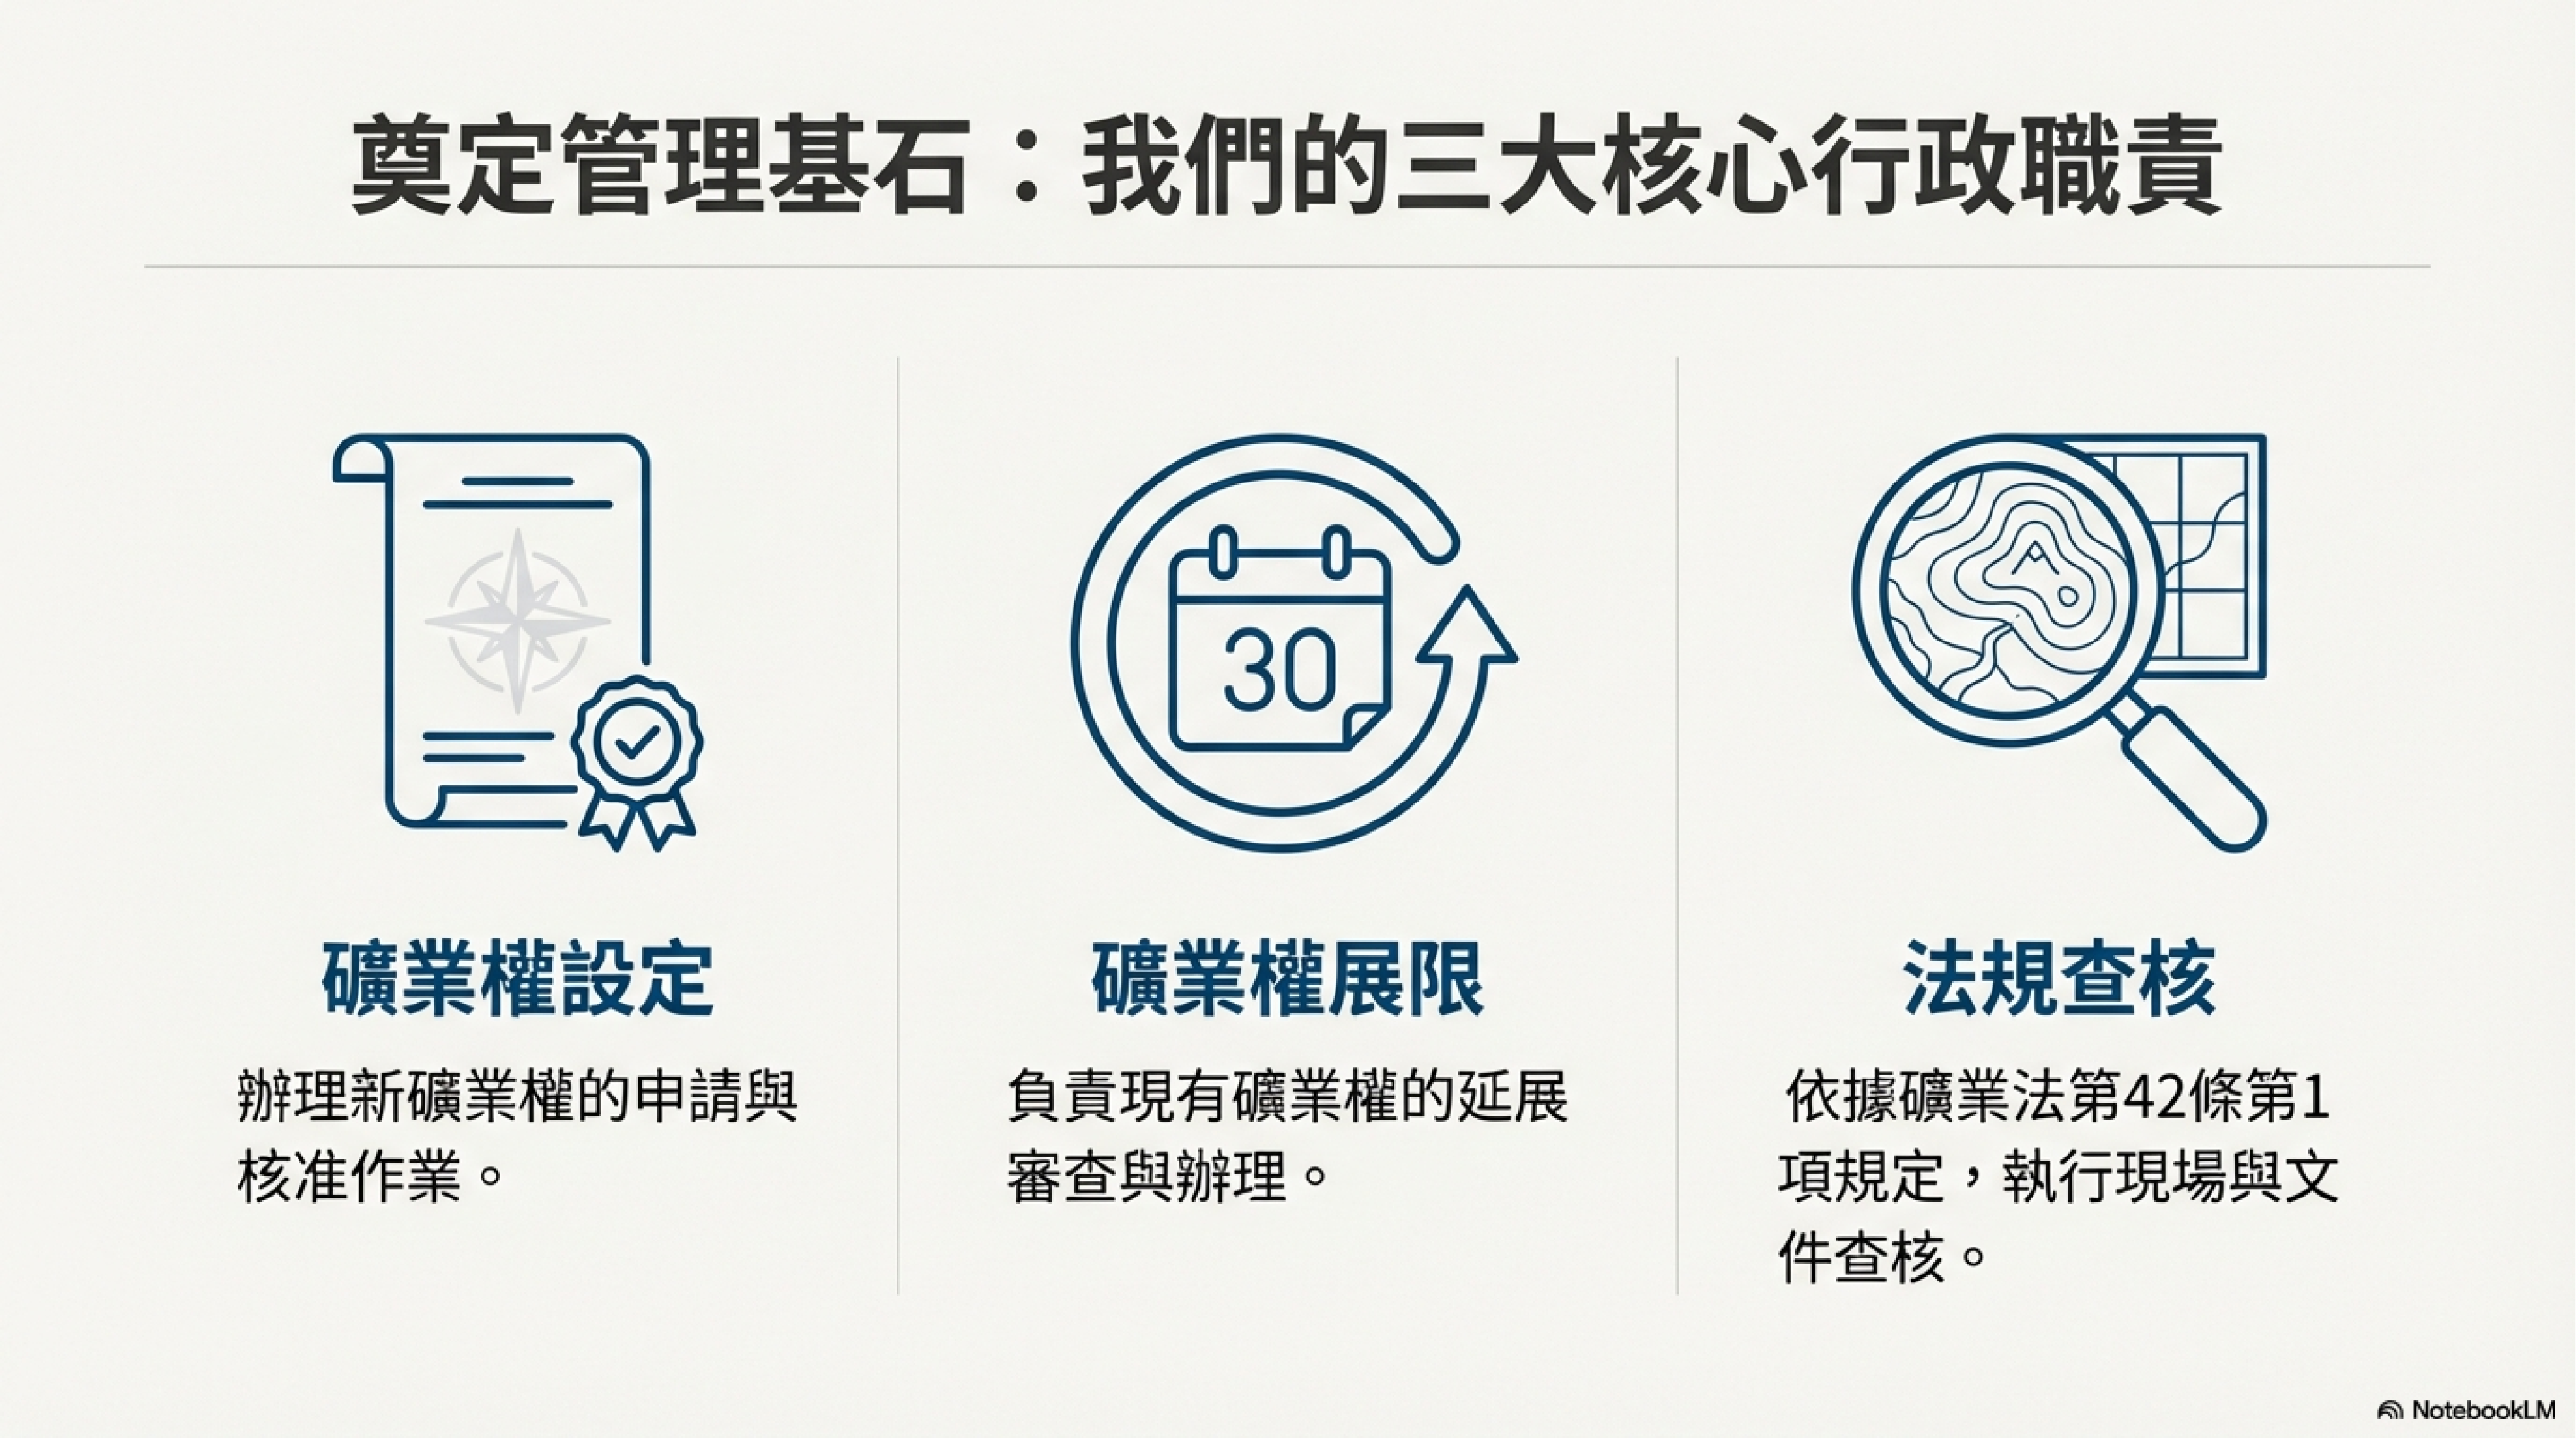 奠定管理基石：我們的三大核心行政職責
30
礦業權設定
辦理新礦業權的申請與
核准作業。
礦業權展限
負責現有礦業權的延展
審查與辦理。
法規查核
依據礦業法第42條第1
項規定，執行現場與文
件查核。
NotebookLM